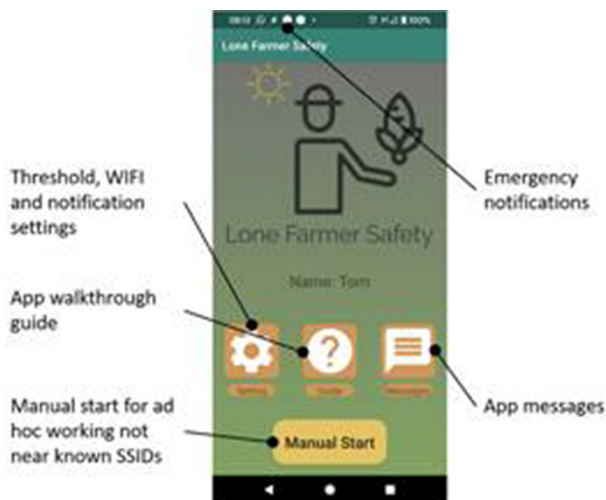 Lone Farmer Safety
Threshold, WIFI
and notification
settings
Emergency
notifications
Lone Farmer Safety
Name: Tom
App walkthrough
guide
Manual start for ad
hoc working not
near known SSIDs
App messages
Manual Start